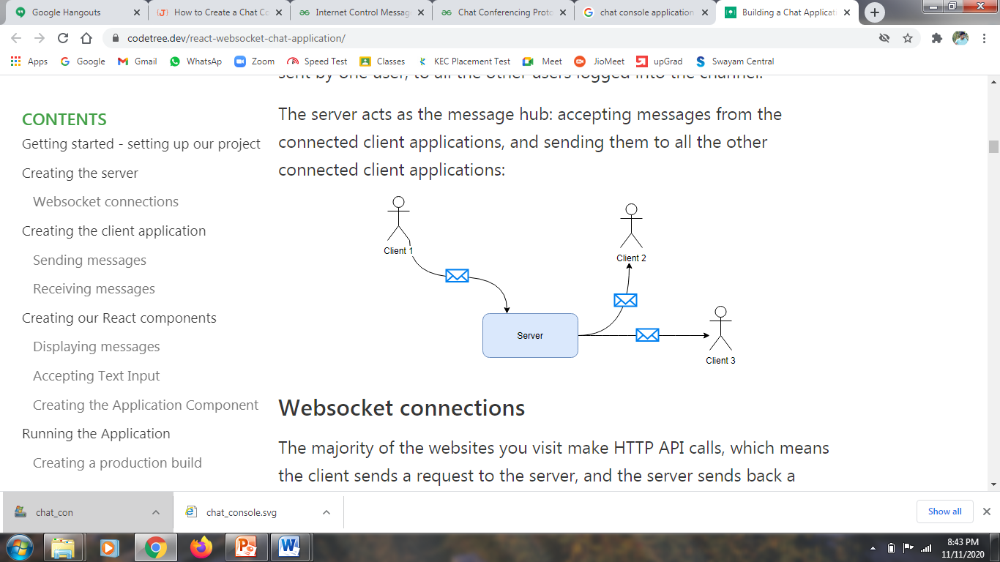 Google Hangouts
How to Create a Chat Co
Internet Control Messag
Chat Conferencing Proto
chat console application
Building a Chat Applicat
codetree.dev/react-websocket-chat-application/
Apps
Google
Gmail
WhatsAp
Zoom
Speed Test
Classes
KEC Placement Test
Meet
JioMeet
upGrad
Swayam Central
sent by one user, to all the other users logged into the channel.
CONTENTS
Getting started - setting up our project
Creating the server
Websocket connections
Creating the client application
Sending messages
Receiving messages
Creating our React components
Displaying messages
Accepting Text Input
Creating the Application Component
Running the Application
Creating a production build
The server acts as the message hub: accepting messages from the
connected client applications, and sending them to all the other
connected client applications:
Client 1
Client 2
Server
Client 3
Websocket connections
The majority of the websites you visit make HTTP API calls, which means
the client sends a request to the server, and the server sends back a
chat_con
chat_console.svg
Show all
8:43 PM
11/11/2020